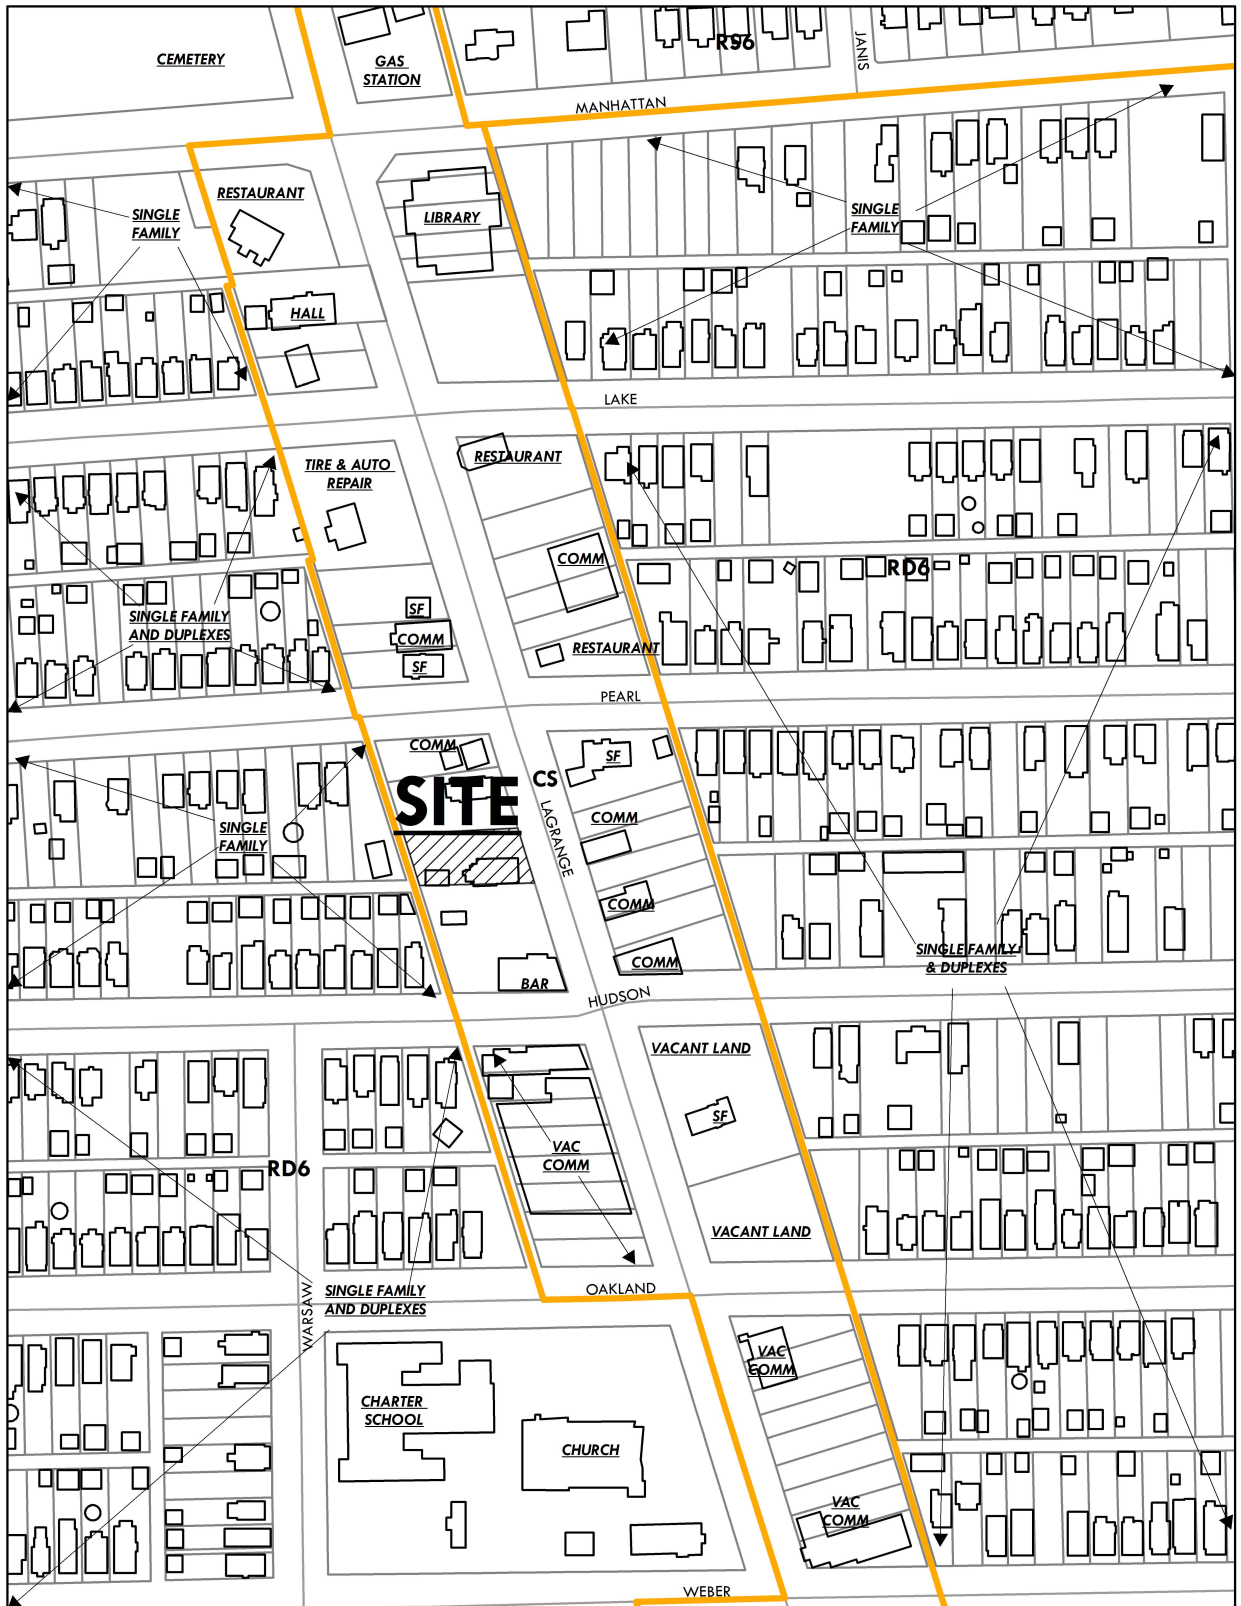 CEMETERY
GAS
STATION
RS6
JANIS
MANHATTAN
RESTAURANT
SINGLE
FAMILY
LIBRARY
SINGLE
FAMILY
HALL
LAKE
TIRE & AUTO
REPAIR
RESTAURANT
COMM
RD6
SF
SINGLE FAMILY
AND DUPLEXES
COMM
RESTAURANT
SF
PEARL
COMM
SF
SITE
CS
LAGRANGE
COMM
SINGLE
FAMILY
COMM
SINGLE FAMILY
& DUPLEXES
COMM
BAR
HUDSON
VACANT LAND
SF
VAC
COMM
RD6
VACANT LAND
OAKLAND
SINGLE FAMILY
AND DUPLEXES
WARSAW
VAC
COMM
CHARTER
SCHOOL
CHURCH
VAC
COMM
WEBER